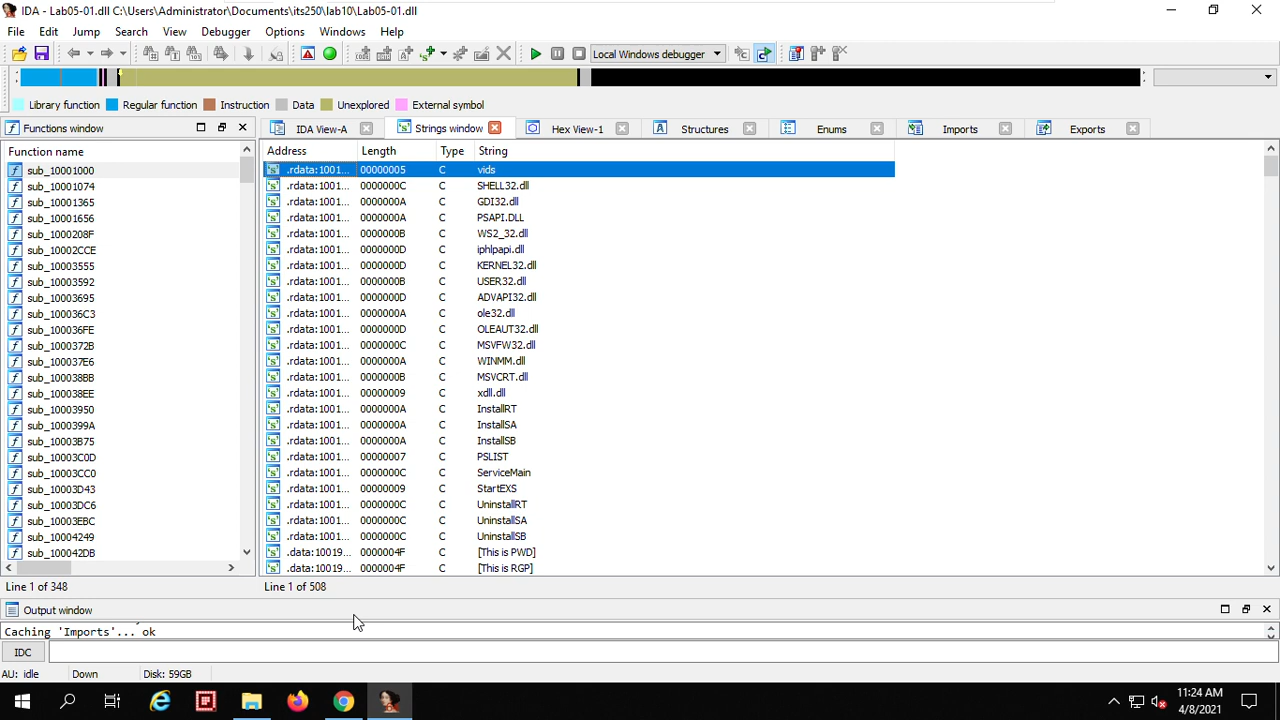 IDA - Lab05-01.dll C:\Users\Administrator\Documents\its250\lab10\Lab05-01.dll
File Edit Jump Search View Debugger Options Windows Help
Local Windows debugger
Library function Regular function Instruction Data Unexplored External symbol
Functions window
IDA View-A Strings window Hex View-1 Structures Enums Imports Exports
Function name
sub_10001000
sub_10001074
sub_10001365
sub_10001656
sub_1000208F
sub_10002CCE
sub_10003555
sub_10003592
sub_10003695
sub_100036C3
sub_100036FE
sub_1000372B
sub_100037E6
sub_100038BB
sub_100038EE
sub_10003950
sub_1000399A
sub_10003B75
sub_10003C0D
sub_10003CC0
sub_10003D43
sub_10003DC6
sub_10003EBC
sub_10004249
sub_100042DB
Line 1 of 348
Address Length Type String
.rdata:1001... 00000005 C vids
.rdata:1001... 0000000C C SHELL32.dll
.rdata:1001... 0000000A C GDI32.dll
.rdata:1001... 0000000A C PSAPI.DLL
.rdata:1001... 0000000B C WS2_32.dll
.rdata:1001... 0000000D C iphlpapi.dll
.rdata:1001... 0000000D C KERNEL32.dll
.rdata:1001... 0000000B C USER32.dll
.rdata:1001... 0000000D C ADVAPI32.dll
.rdata:1001... 0000000A C ole32.dll
.rdata:1001... 0000000D C OLEAUT32.dll
.rdata:1001... 0000000C C MSVFW32.dll
.rdata:1001... 0000000A C WINMM.dll
.rdata:1001... 0000000B C MSVCRT.dll
.rdata:1001... 00000009 C xdll.dll
.rdata:1001... 0000000A C InstallRT
.rdata:1001... 0000000A C InstallSA
.rdata:1001... 0000000A C InstallSB
.rdata:1001... 00000007 C PSLIST
.rdata:1001... 0000000C C ServiceMain
.rdata:1001... 00000009 C StartEXS
.rdata:1001... 0000000C C UninstallRT
.rdata:1001... 0000000C C UninstallSA
.rdata:1001... 0000000C C UninstallSB
.data:10019... 0000004F C [This is PWD]
.data:10019... 0000004F C [This is RGP]
Line 1 of 508
Output window
Caching 'Imports'... ok
IDC
AU: idle Down Disk: 59GB
11:24 AM
4/8/2021